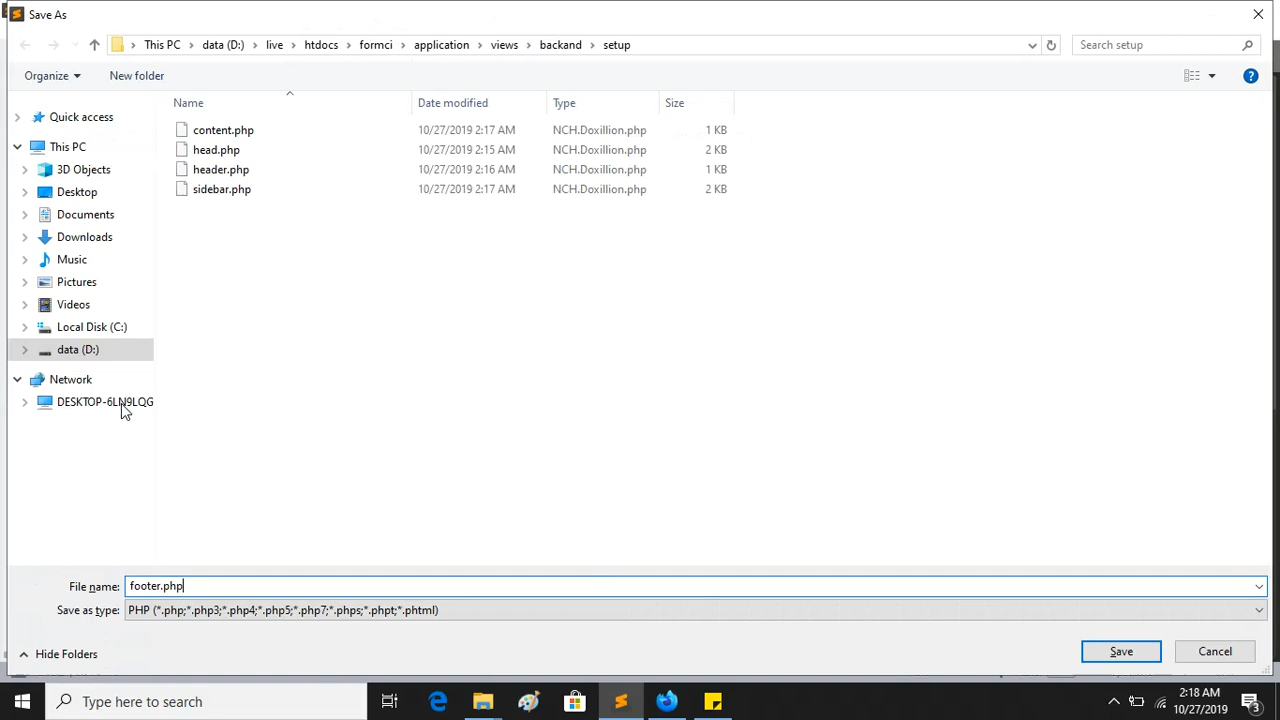 Save As
This PC > data (D:) > live > htdocs > formci > application > views > backand > setup
Search setup
Organize
New folder
Name Date modified Type Size
content.php 10/27/2019 2:17 AM NCH.Doxillion.php 1 KB
head.php 10/27/2019 2:15 AM NCH.Doxillion.php 2 KB
header.php 10/27/2019 2:16 AM NCH.Doxillion.php 1 KB
sidebar.php 10/27/2019 2:17 AM NCH.Doxillion.php 2 KB
Quick access
This PC
3D Objects
Desktop
Documents
Downloads
Music
Pictures
Videos
Local Disk (C:)
data (D:)
Network
DESKTOP-6LN9LQG
File name: footer.php
Save as type: PHP (*.php;*.php3;*.php4;*.php5;*.php7;*.phps;*.phpt;*.phtml)
Hide Folders
Save
Cancel
Type here to search
2:18 AM
10/27/2019
3